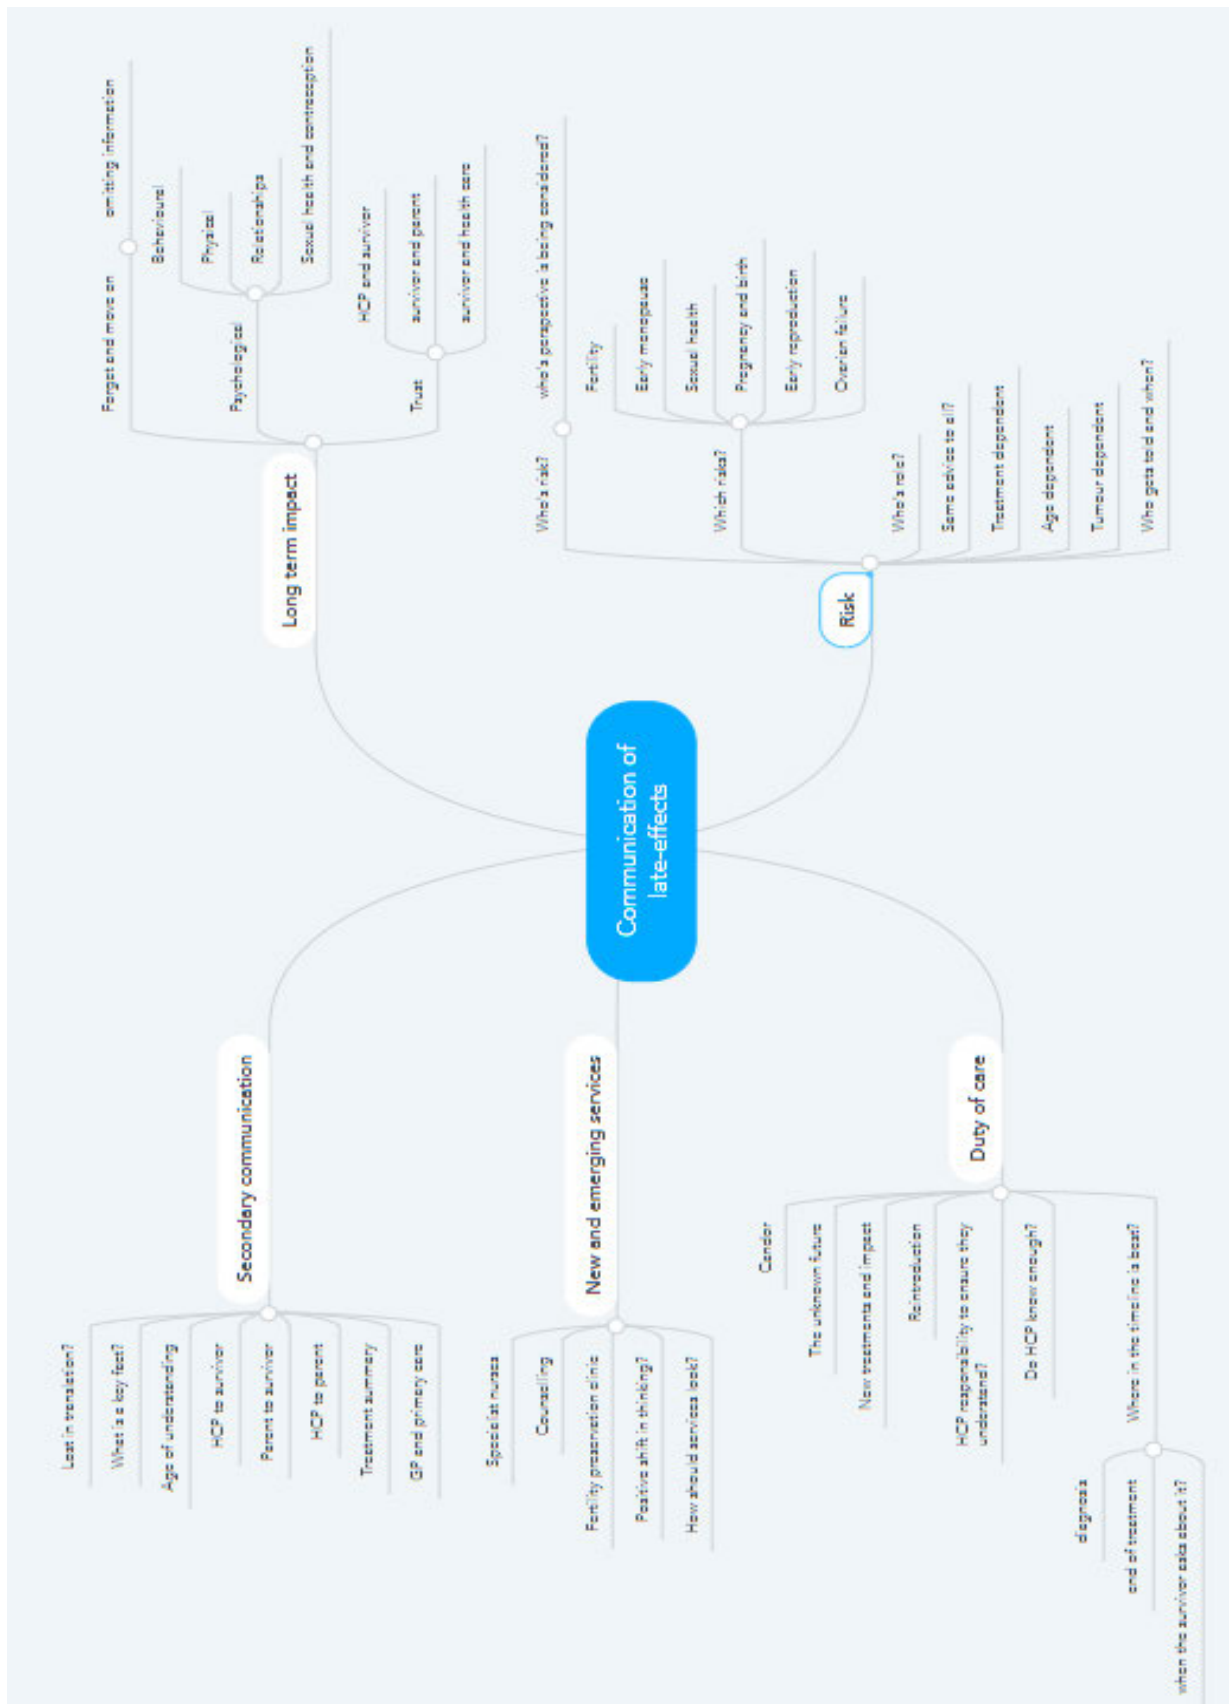 Communication of
late-effects
Secondary communication
Lost in translation?
What is a key fact?
Age of understanding
HCP to survivor
Parent to survivor
HCP to parent
Treatment summary
GP and primary care
New and emerging services
Specialist nurses
Counselling
Fertility preservation clinic
Positive shift in thinking?
How should services look?
Duty of care
Candor
The unknown future
New treatments and impact
Reintroduction
HCP responsability to ensure they
understand?
Do HCP know enough?
Where in the timeline is best?
diagnosis
end of treatment
when the survivor asks about it?
Long term impact
Forget and move on
omitting information
Psychological
Behavioural
Physical
Relationships
Sexual health and contraception
Trust
HCP and survivor
survivor and parent
survivor and health care
Risk
Who's risk?
who's perspective is being considered?
Which risks?
Fertility
Early menopause
Sexual health
Pregnancy and birth
Early reproduction
Ovarian failure
Who's role?
Same advice to all?
Treatment dependent
Age dependent
Tumour dependent
Who gets told and when?